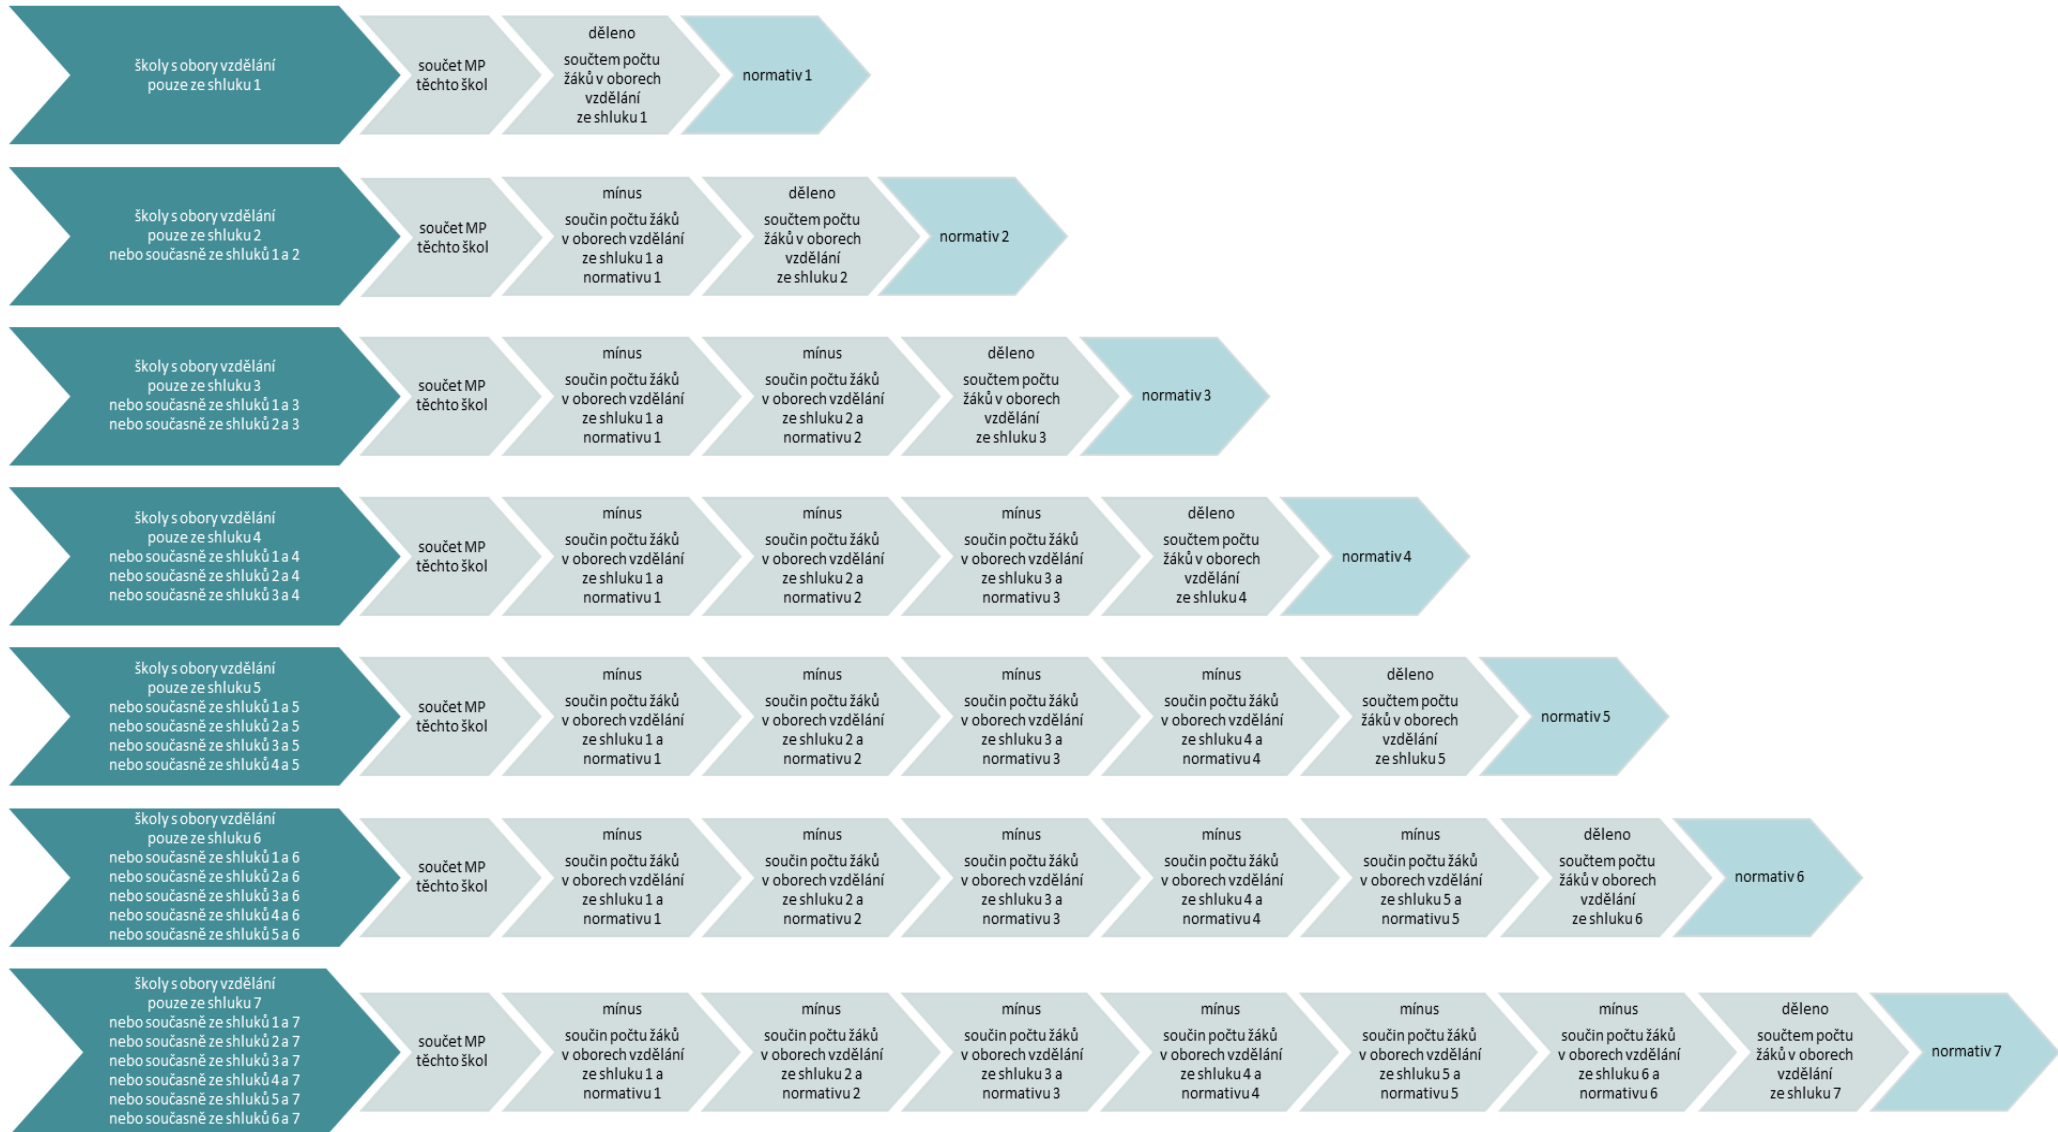 školy s obory vzdělání
pouze ze shluku 1
součet MP
těchto škol
děleno
součtem počtu
žáků v oborech
vzdělání
ze shluku 1
normativ 1
školy s obory vzdělání
pouze ze shluku 2
nebo současně ze shluků 1 a 2
součet MP
těchto škol
mínus
součin počtu žáků
v oborech vzdělání
ze shluku 1 a
normativu 1
děleno
součtem počtu
žáků v oborech
vzdělání
ze shluku 2
normativ 2
školy s obory vzdělání
pouze ze shluku 3
nebo současně ze shluků 1 a 3
nebo současně ze shluků 2 a 3
součet MP
těchto škol
mínus
součin počtu žáků
v oborech vzdělání
ze shluku 1 a
normativu 1
mínus
součin počtu žáků
v oborech vzdělání
ze shluku 2 a
normativu 2
děleno
součtem počtu
žáků v oborech
vzdělání
ze shluku 3
normativ 3
školy s obory vzdělání
pouze ze shluku 4
nebo současně ze shluků 1 a 4
nebo současně ze shluků 2 a 4
nebo současně ze shluků 3 a 4
součet MP
těchto škol
mínus
součin počtu žáků
v oborech vzdělání
ze shluku 1 a
normativu 1
mínus
součin počtu žáků
v oborech vzdělání
ze shluku 2 a
normativu 2
mínus
součin počtu žáků
v oborech vzdělání
ze shluku 3 a
normativu 3
děleno
součtem počtu
žáků v oborech
vzdělání
ze shluku 4
normativ 4
školy s obory vzdělání
pouze ze shluku 5
nebo současně ze shluků 1 a 5
nebo současně ze shluků 2 a 5
nebo současně ze shluků 3 a 5
nebo současně ze shluků 4 a 5
součet MP
těchto škol
mínus
součin počtu žáků
v oborech vzdělání
ze shluku 1 a
normativu 1
mínus
součin počtu žáků
v oborech vzdělání
ze shluku 2 a
normativu 2
mínus
součin počtu žáků
v oborech vzdělání
ze shluku 3 a
normativu 3
mínus
součin počtu žáků
v oborech vzdělání
ze shluku 4 a
normativu 4
děleno
součtem počtu
žáků v oborech
vzdělání
ze shluku 5
normativ 5
školy s obory vzdělání
pouze ze shluku 6
nebo současně ze shluků 1 a 6
nebo současně ze shluků 2 a 6
nebo současně ze shluků 3 a 6
nebo současně ze shluků 4 a 6
nebo současně ze shluků 5 a 6
součet MP
těchto škol
mínus
součin počtu žáků
v oborech vzdělání
ze shluku 1 a
normativu 1
mínus
součin počtu žáků
v oborech vzdělání
ze shluku 2 a
normativu 2
mínus
součin počtu žáků
v oborech vzdělání
ze shluku 3 a
normativu 3
mínus
součin počtu žáků
v oborech vzdělání
ze shluku 4 a
normativu 4
mínus
součin počtu žáků
v oborech vzdělání
ze shluku 5 a
normativu 5
děleno
součtem počtu
žáků v oborech
vzdělání
ze shluku 6
normativ 6
školy s obory vzdělání
pouze ze shluku 7
nebo současně ze shluků 1 a 7
nebo současně ze shluků 2 a 7
nebo současně ze shluků 3 a 7
nebo současně ze shluků 4 a 7
nebo současně ze shluků 5 a 7
nebo současně ze shluků 6 a 7
součet MP
těchto škol
mínus
součin počtu žáků
v oborech vzdělání
ze shluku 1 a
normativu 1
mínus
součin počtu žáků
v oborech vzdělání
ze shluku 2 a
normativu 2
mínus
součin počtu žáků
v oborech vzdělání
ze shluku 3 a
normativu 3
mínus
součin počtu žáků
v oborech vzdělání
ze shluku 4 a
normativu 4
mínus
součin počtu žáků
v oborech vzdělání
ze shluku 5 a
normativu 5
mínus
součin počtu žáků
v oborech vzdělání
ze shluku 6 a
normativu 6
děleno
součtem počtu
žáků v oborech
vzdělání
ze shluku 7
normativ 7